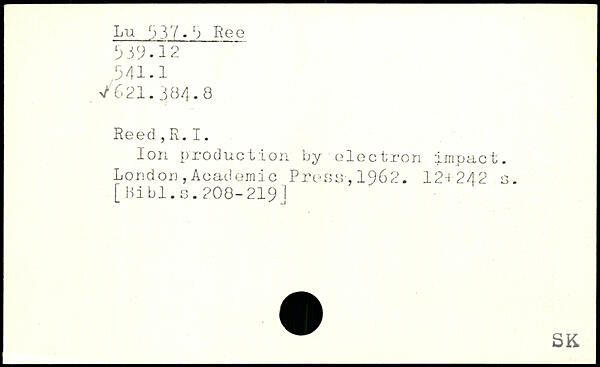 Lu 537.5 Ree
539.12
541.1
✓621.384.8
Reed,R.I.
Ion production by electron impact.
London,Academic Press,1962. 12+242 s.
[Bibl.s.208-219]
SK